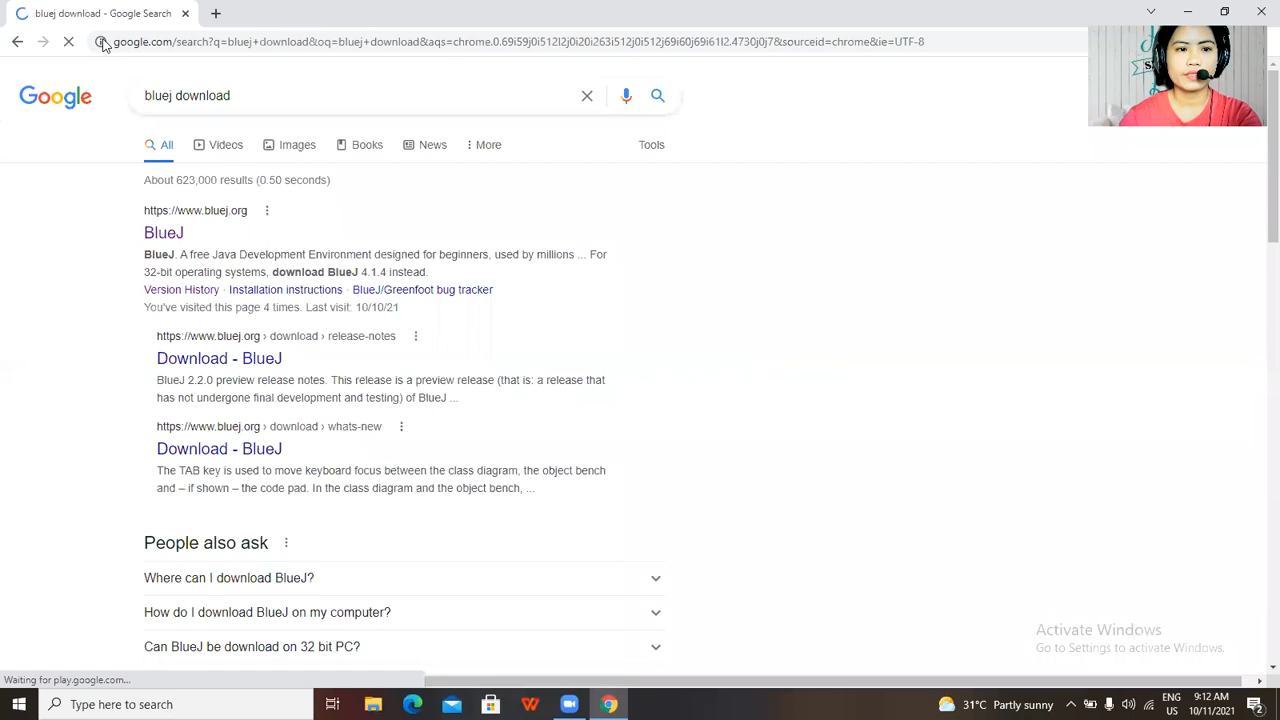 bluej download - Google Search
google.com/search?q=bluej+download&oq=bluej+download&aqs=chrome.0.69i59j0i512l2j0i20i263i512j0i512j69i60j69i61l2.4730j0j7&sourceid=chrome&ie=UTF-8
Google
bluej download
All Videos Images Books News More Tools
About 623,000 results (0.50 seconds)
https://www.bluej.org
BlueJ
BlueJ. A free Java Development Environment designed for beginners, used by millions ... For
32-bit operating systems, download BlueJ 4.1.4 instead.
Version History · Installation instructions · BlueJ/Greenfoot bug tracker
You've visited this page 4 times. Last visit: 10/10/21
https://www.bluej.org › download › release-notes
Download - BlueJ
BlueJ 2.2.0 preview release notes. This release is a preview release (that is: a release that
has not undergone final development and testing) of BlueJ ...
https://www.bluej.org › download › whats-new
Download - BlueJ
The TAB key is used to move keyboard focus between the class diagram, the object bench
and – if shown – the code pad. In the class diagram and the object bench, ...
People also ask
Where can I download BlueJ?
How do I download BlueJ on my computer?
Can BlueJ be download on 32 bit PC?
Activate Windows
Go to Settings to activate Windows.
Waiting for play.google.com...
Type here to search
31°C Partly sunny
ENG
US
9:12 AM
10/11/2021
2